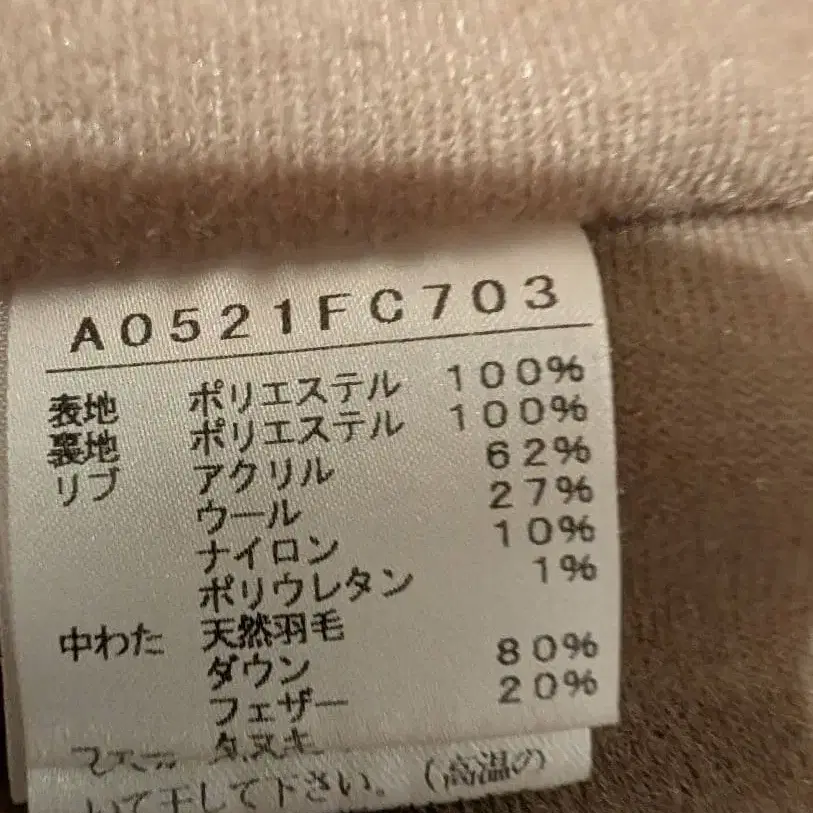 A0521FC703
表地 ポリエステル 100%
裏地 ポリエステル 100%
リブ アクリル 62%
ウール 27%
ナイロン 10%
ポリウレタン 1%
中わた 天然羽毛
ダウン 80%
フェザー 20%
タヌキ
いて干して下さい。(高温の